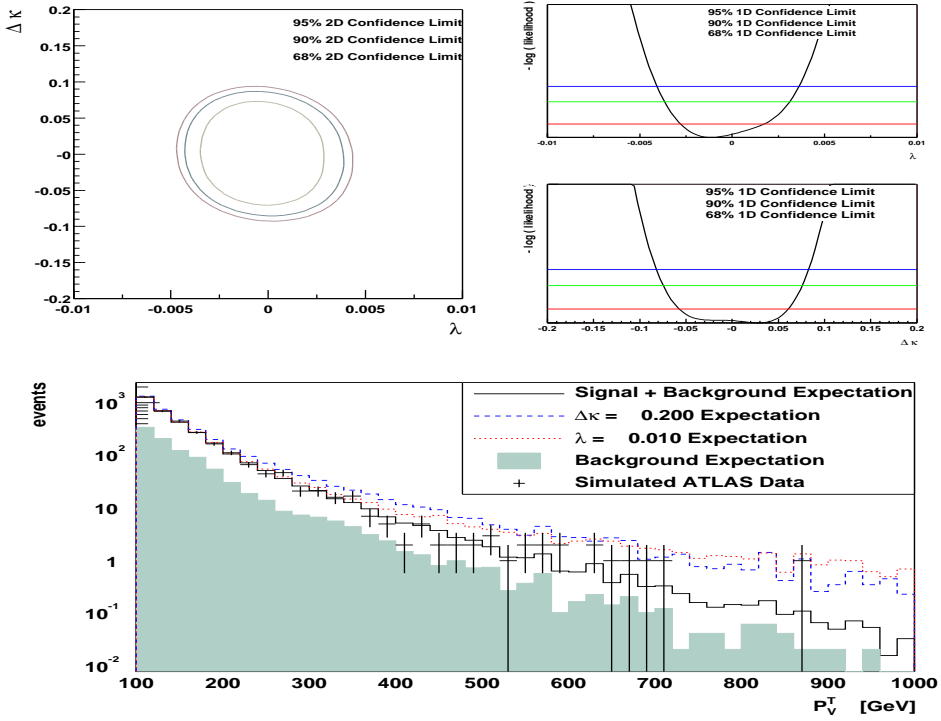 Δ κ
0.2
0.15
0.1
0.05
-0
-0.05
-0.1
-0.15
-0.2
95% 2D Confidence Limit
90% 2D Confidence Limit
68% 2D Confidence Limit
-0.01
-0.005
0
0.005
0.01
λ
- log ( likelihood )
95% 1D Confidence Limit
90% 1D Confidence Limit
68% 1D Confidence Limit
-0.01
-0.005
0
0.005
0.01
λ
- log ( likelihood )
95% 1D Confidence Limit
90% 1D Confidence Limit
68% 1D Confidence Limit
-0.2
-0.15
-0.1
-0.05
-0
0.05
0.1
0.15
0.2
Δ κ
events
10^3
10^2
10
1
10^-1
10^-2
Signal + Background Expectation
Δκ = 0.200 Expectation
λ = 0.010 Expectation
Background Expectation
Simulated ATLAS Data
100
200
300
400
500
600
700
800
900
1000
P_V^T [GeV]